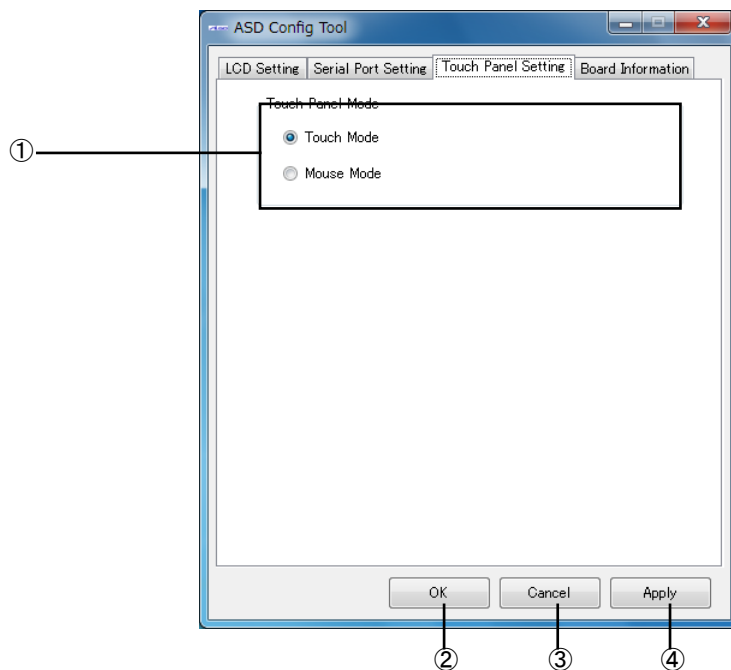 ASD Config Tool
LCD Setting Serial Port Setting Touch Panel Setting Board Information
Touch Panel Mode
① Touch Mode
Mouse Mode
OK Cancel Apply
② ③ ④